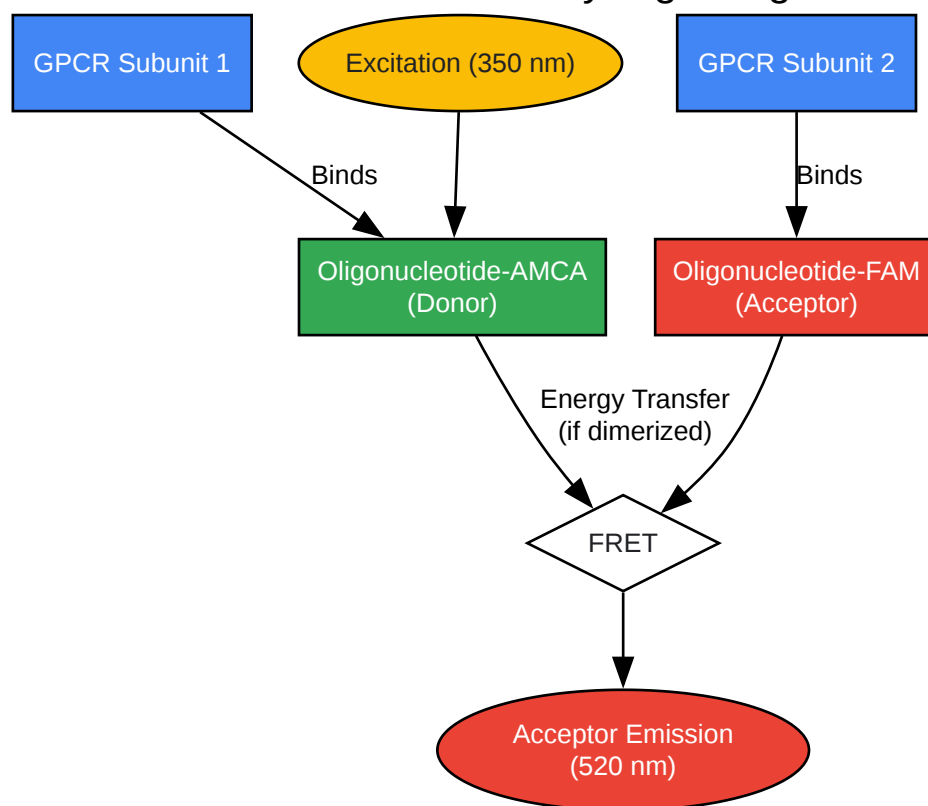 GPCR Subunit 1
Excitation (350 nm)
GPCR Subunit 2
Binds
Binds
Oligonucleotide-AMCA
(Donor)
Oligonucleotide-FAM
(Acceptor)
Energy Transfer
(if dimerized)
FRET
Acceptor Emission
(520 nm)